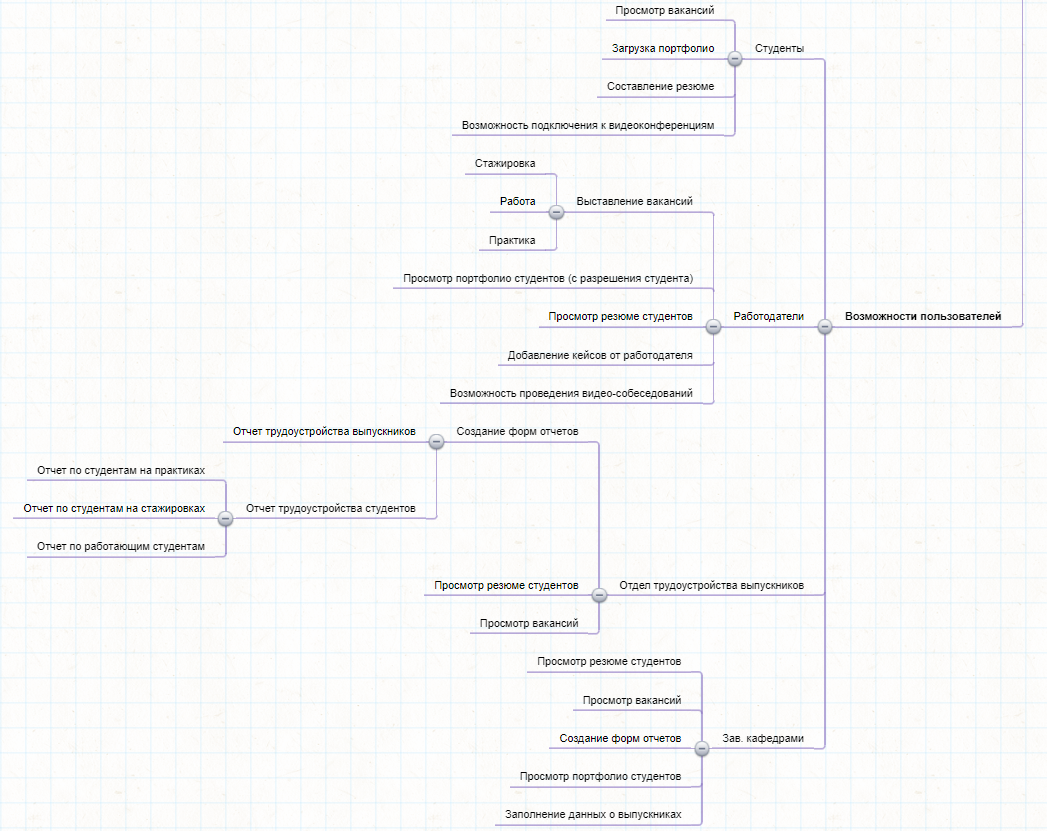 Просмотр вакансий
Загрузка портфолио
Студенты
Составление резюме
Возможность подключения к видеоконференциям
Стажировка
Работа
Выставление вакансий
Практика
Просмотр портфолио студентов (с разрешения студента)
Просмотр резюме студентов
Работодатели
Возможности пользователей
Добавление кейсов от работодателя
Возможность проведения видео-собеседований
Отчет трудоустройства выпускников
Создание форм отчетов
Отчет по студентам на практиках
Отчет по студентам на стажировках
Отчет трудоустройства студентов
Отчет по работающим студентам
Просмотр резюме студентов
Отдел трудоустройства выпускников
Просмотр вакансий
Просмотр резюме студентов
Просмотр вакансий
Создание форм отчетов
Зав. кафедрами
Просмотр портфолио студентов
Заполнение данных о выпускниках